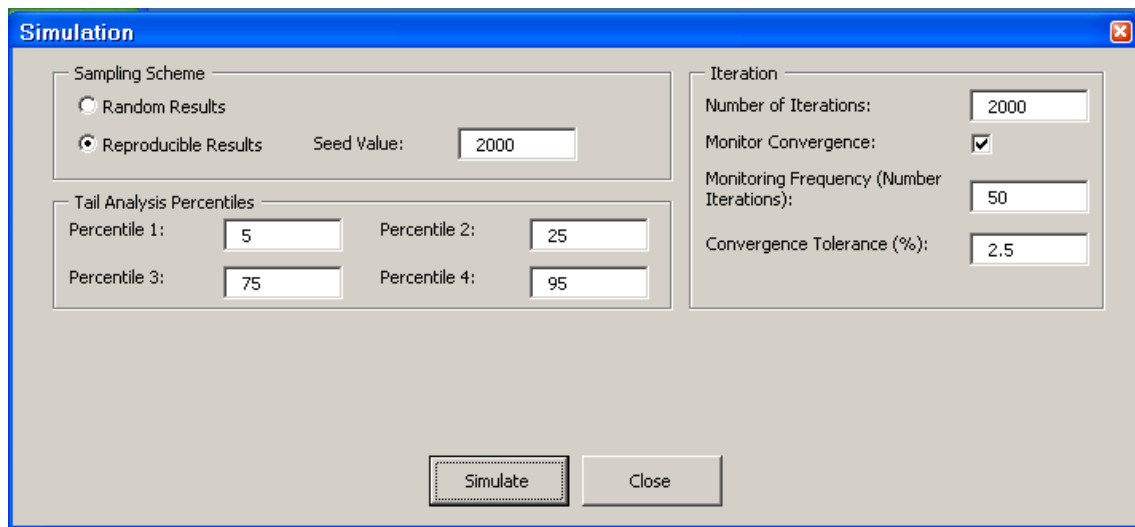 Simulation
Sampling Scheme
Random Results
Reproducible Results Seed Value: 2000
Tail Analysis Percentiles
Percentile 1: 5 Percentile 2: 25
Percentile 3: 75 Percentile 4: 95
Iteration
Number of Iterations: 2000
Monitor Convergence:
Monitoring Frequency (Number
Iterations): 50
Convergence Tolerance (%): 2.5
Simulate Close